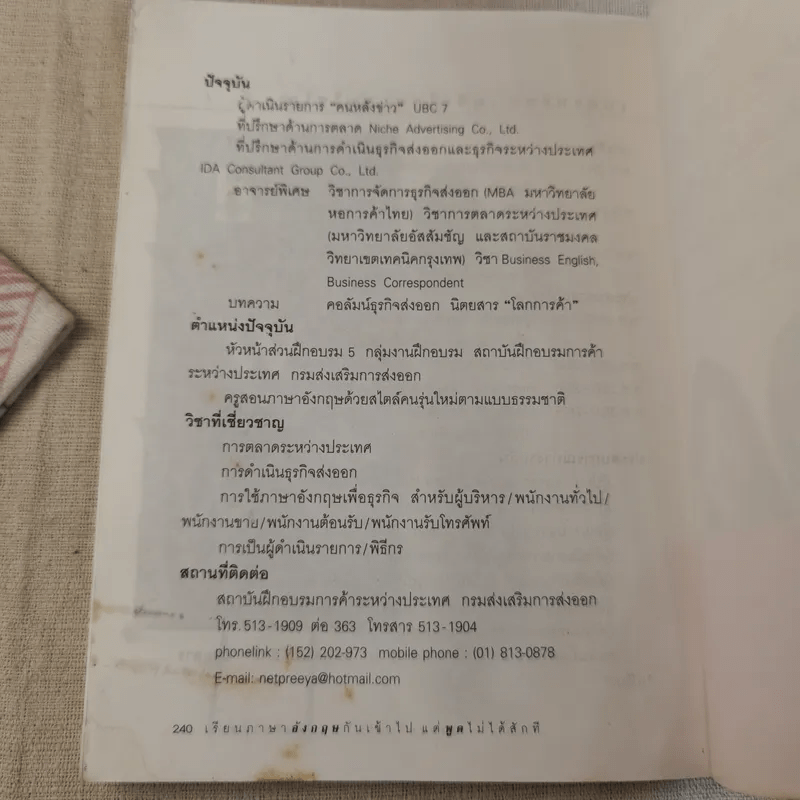 ปัจจุบัน
ผู้ดำเนินรายการ "คนหลังข่าว" UBC 7
ที่ปรึกษาด้านการตลาด Niche Advertising Co., Ltd.
ที่ปรึกษาด้านการดำเนินธุรกิจส่งออกและธุรกิจระหว่างประเทศ
IDA Consultant Group Co., Ltd.
อาจารย์พิเศษ วิชาการจัดการธุรกิจส่งออก (MBA มหาวิทยาลัย
หอการค้าไทย) วิชาการตลาดระหว่างประเทศ
(มหาวิทยาลัยอัสสัมชัญ และสถาบันราชมงคล
วิทยาเขตเทคนิคกรุงเทพ) วิชา Business English,
Business Correspondent
บทความ คอลัมน์ธุรกิจส่งออก นิตยสาร "โลกการค้า"
ตำแหน่งปัจจุบัน
หัวหน้าส่วนฝึกอบรม 5 กลุ่มงานฝึกอบรม สถาบันฝึกอบรมการค้า
ระหว่างประเทศ กรมส่งเสริมการส่งออก
ครูสอนภาษาอังกฤษด้วยสไตล์คนรุ่นใหม่ตามแบบธรรมชาติ
วิชาที่เชี่ยวชาญ
การตลาดระหว่างประเทศ
การดำเนินธุรกิจส่งออก
การใช้ภาษาอังกฤษเพื่อธุรกิจ สำหรับผู้บริหาร/พนักงานทั่วไป/
พนักงานขาย/พนักงานต้อนรับ/พนักงานรับโทรศัพท์
การเป็นผู้ดำเนินรายการ/พิธีกร
สถานที่ติดต่อ
สถาบันฝึกอบรมการค้าระหว่างประเทศ กรมส่งเสริมการส่งออก
โทร. 513-1909 ต่อ 363 โทรสาร 513-1904
phonelink : (152) 202-973 mobile phone : (01) 813-0878
E-mail: netpreeya@hotmail.com
240 เรียนภาษาอังกฤษกันเข้าไป แต่พูดไม่ได้สักที